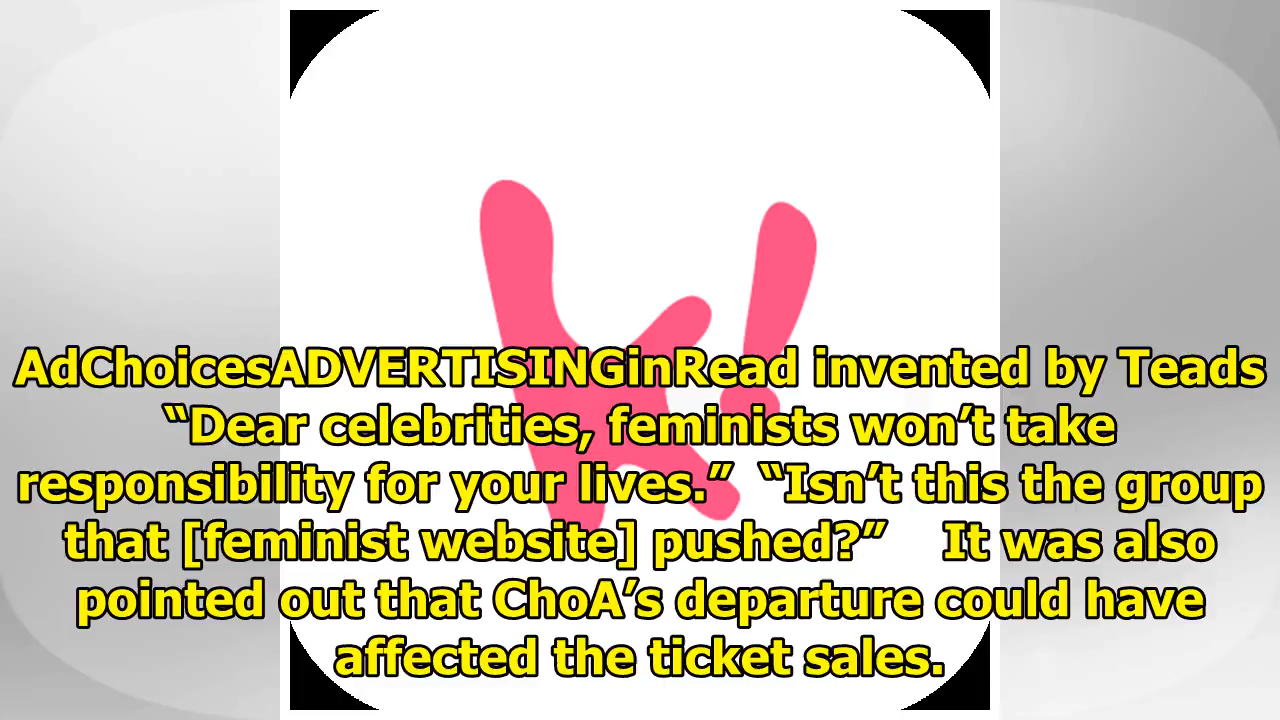 AdChoicesADVERTISINGinRead invented by Teads
“Dear celebrities, feminists won’t take
responsibility for your lives.” “Isn’t this the group
that [feminist website] pushed?” It was also
pointed out that ChoA’s departure could have
affected the ticket sales.